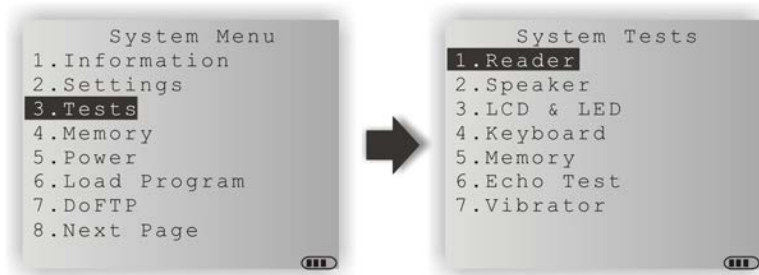 System Menu
1.Information
2.Settings
3.Tests
4.Memory
5.Power
6.Load Program
7.DoFTP
8.Next Page
System Tests
1.Reader
2.Speaker
3.LCD & LED
4.Keyboard
5.Memory
6.Echo Test
7.Vibrator